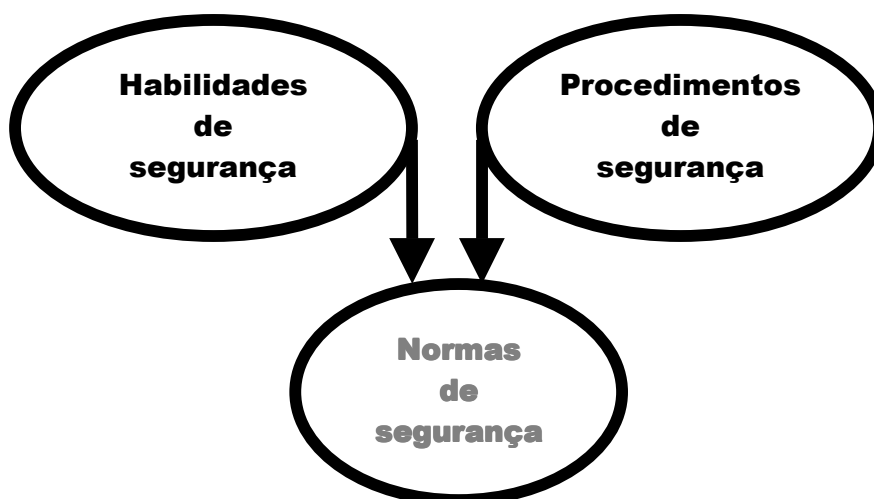 Habilidades
de
segurança
Procedimentos
de
segurança
Normas
de
segurança